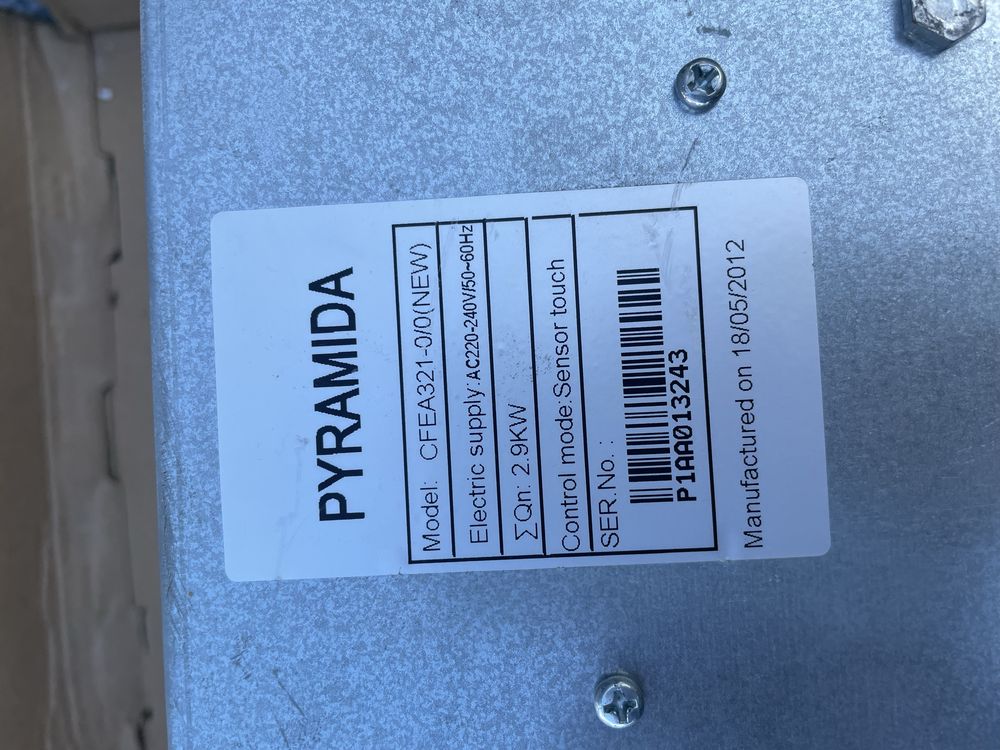 PYRAMIDA
Model: CFEA321-0/0(NEW)
Electric supply:AC220-240V/50~60Hz
∑Qn: 2.9KW
Control mode:Sensor touch
SER.No. :
P1AA013243
Manufactured on 18/05/2012